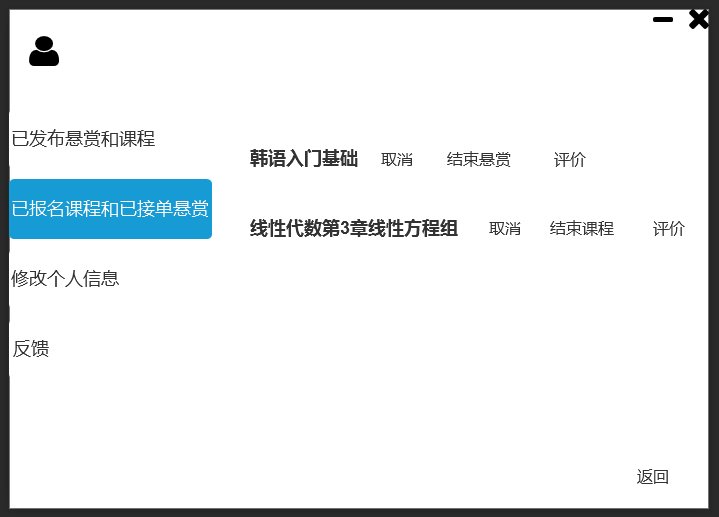 已发布悬赏和课程
韩语入门基础 取消 结束悬赏 评价
已报名课程和已接单悬赏
线性代数第3章线性方程组 取消 结束课程 评价
修改个人信息
反馈
返回